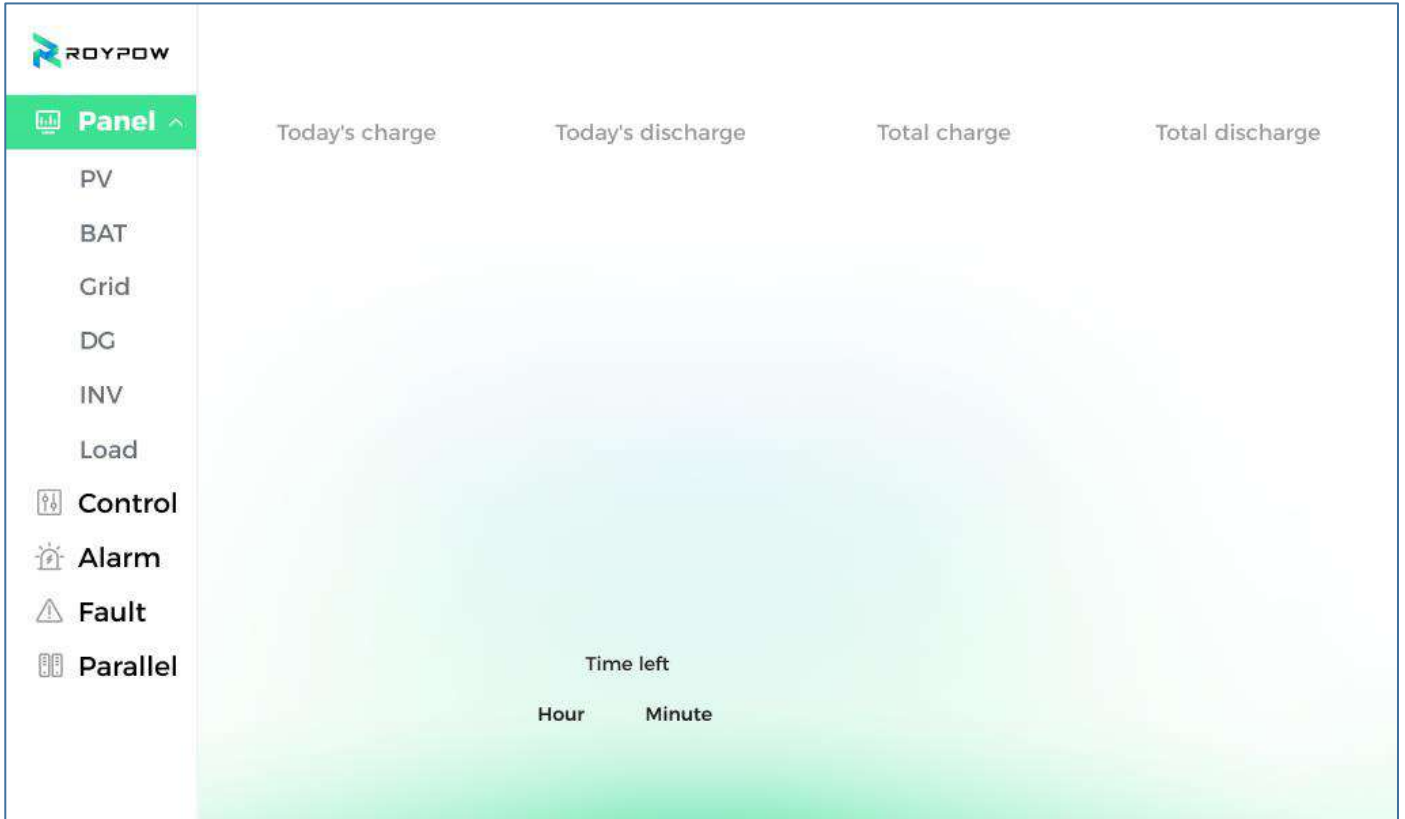 ROYPOW
Panel
PV
BAT
Grid
DG
INV
Load
Control
Alarm
Fault
Parallel
Today's charge Today's discharge Total charge Total discharge
Time left
Hour Minute